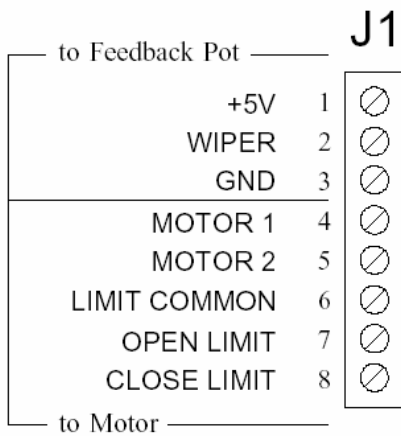 J1
to Feedback Pot
+5V 1
WIPER 2
GND 3
MOTOR 1 4
MOTOR 2 5
LIMIT COMMON 6
OPEN LIMIT 7
CLOSE LIMIT 8
to Motor